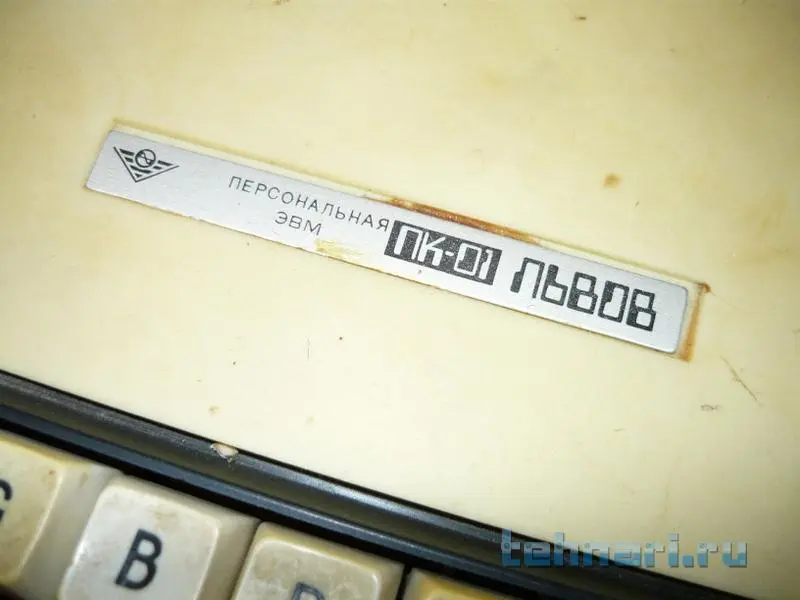 ПЕРСОНАЛЬНАЯ
ЭВМ
ПК-01 ЛЬВОВ
G
B
tehnari.ru